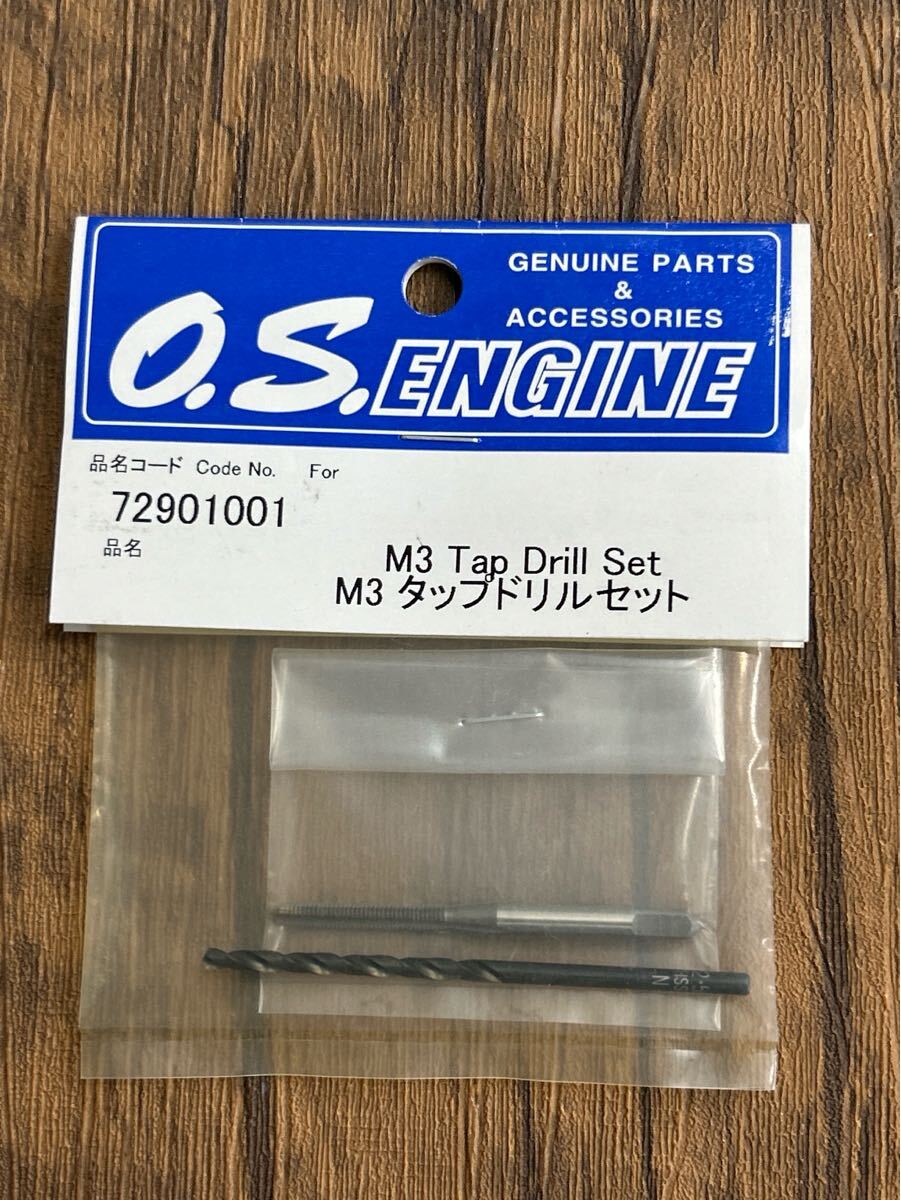 GENUINE PARTS
&
ACCESSORIES
O.S.ENGINE
品名コード Code No. For
72901001
品名
M3 Tap Drill Set
M3 タップドリルセット
N